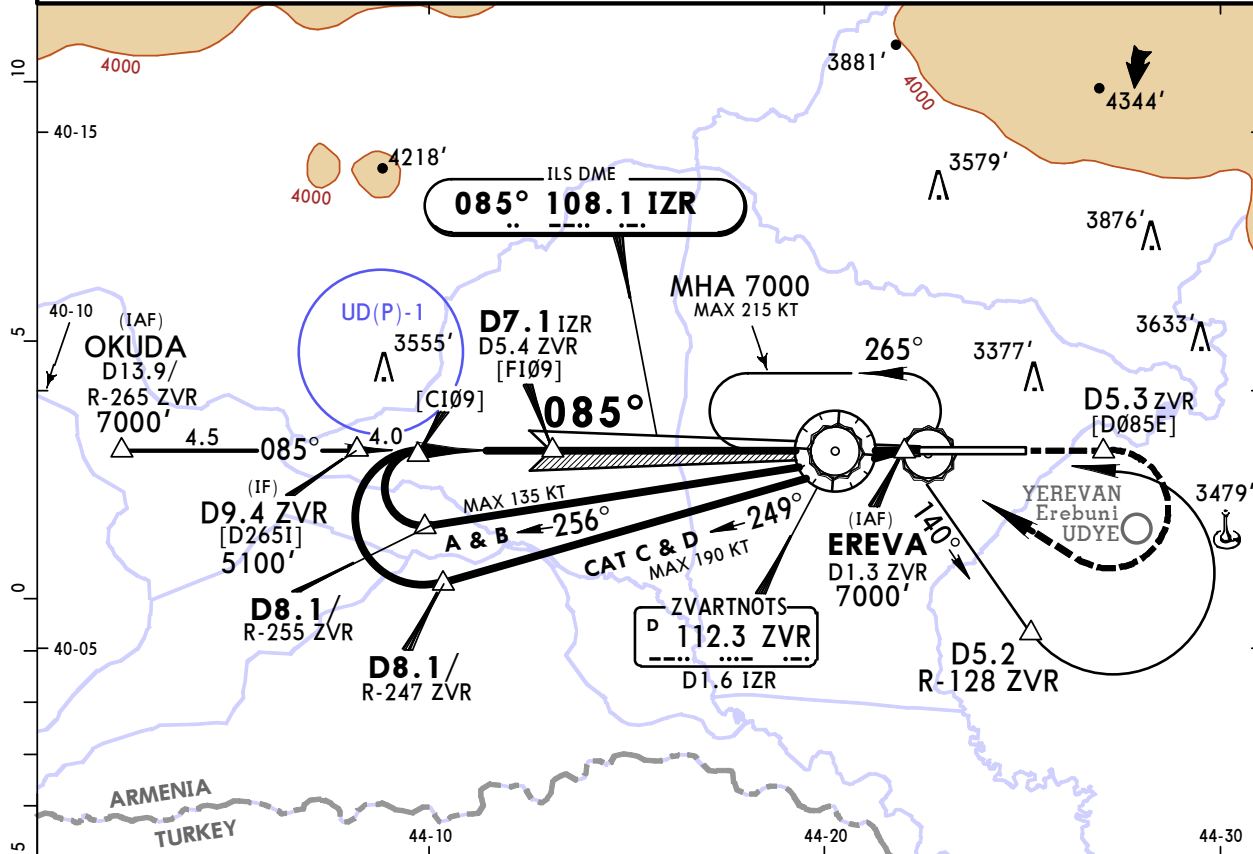 4000
10
40-15
4218'
4000
3881'
4000
4344'
3579'
3876'
ILS DME
085° 108.1 IZR
MHA 7000
MAX 215 KT
265°
3633'
3377'
UD(P)-1
3555'
40-10
5
(IAF)
OKUDA
D13.9/
R-265 ZVR
7000'
D7.1 IZR
D5.4 ZVR
[FIØ9]
[CIØ9]
085°
D5.3 ZVR
[DØ85E]
4.5
085°
4.0
(IF)
D9.4 ZVR
[D265I]
5100'
MAX 135 KT
A & B
256°
249°
CAT C & D
MAX 190 KT
(IAF)
EREVA
D1.3 ZVR
7000'
140°
YEREVAN
Erebuni
UDYE
3479'
0
D8.1/
R-255 ZVR
D8.1/
R-247 ZVR
ZVARTNOTS
D 112.3 ZVR
D1.6 IZR
D5.2
R-128 ZVR
40-05
ARMENIA
TURKEY
5
44-10
44-20
44-30